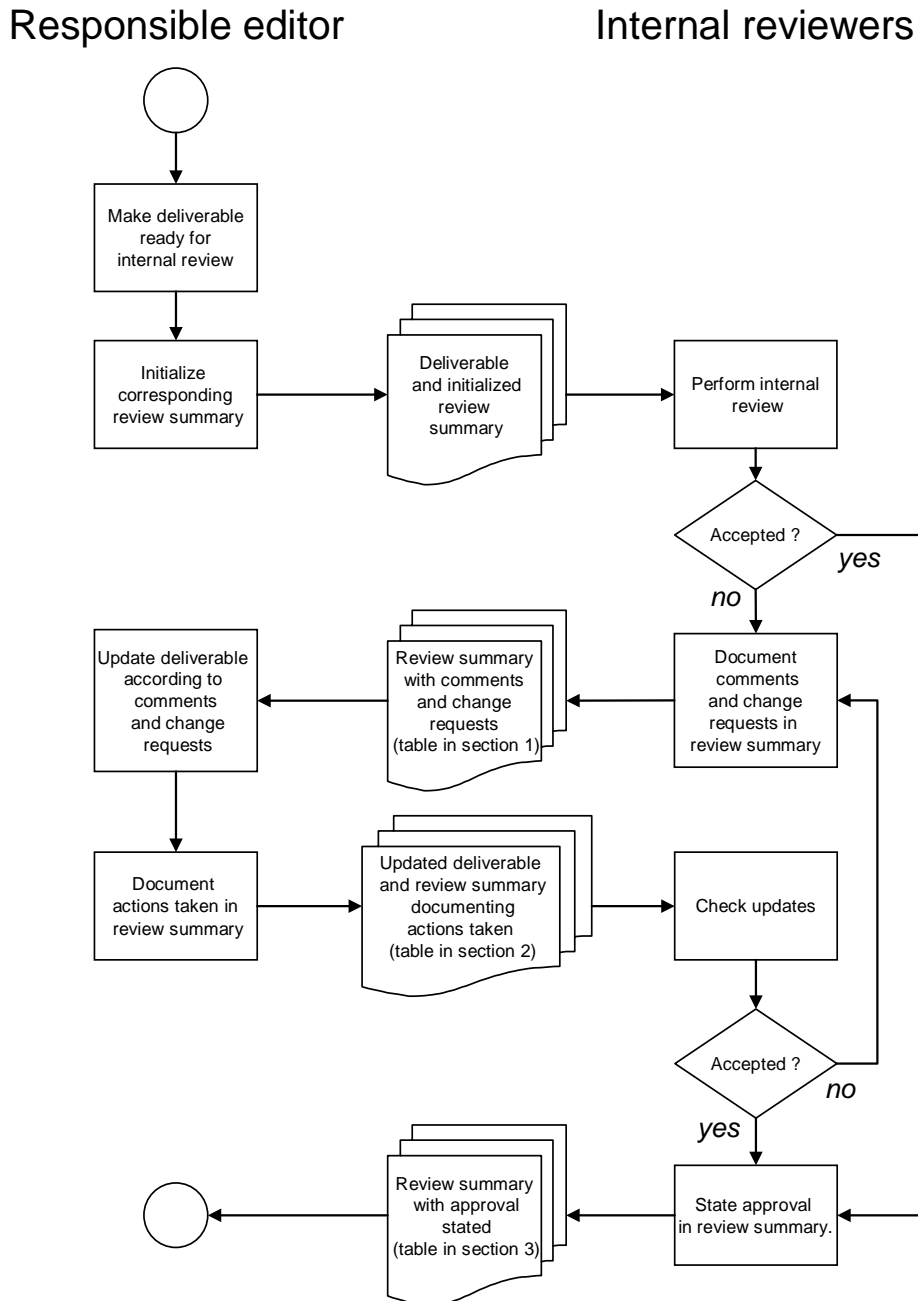 Responsible editor
Internal reviewers
Make deliverable
ready for
internal review
Initialize
corresponding
review summary
Deliverable
and initialized
review
summary
Perform internal
review
Accepted ?
yes
no
Update deliverable
according to
comments
and change
requests
Review summary
with comments
and change
requests
(table in section 1)
Document
comments
and change
requests in
review summary
Document
actions taken in
review summary
Updated deliverable
and review summary
documenting
actions taken
(table in section 2)
Check updates
Accepted ?
no
yes
Review summary
with approval
stated
(table in section 3)
State approval
in review summary.